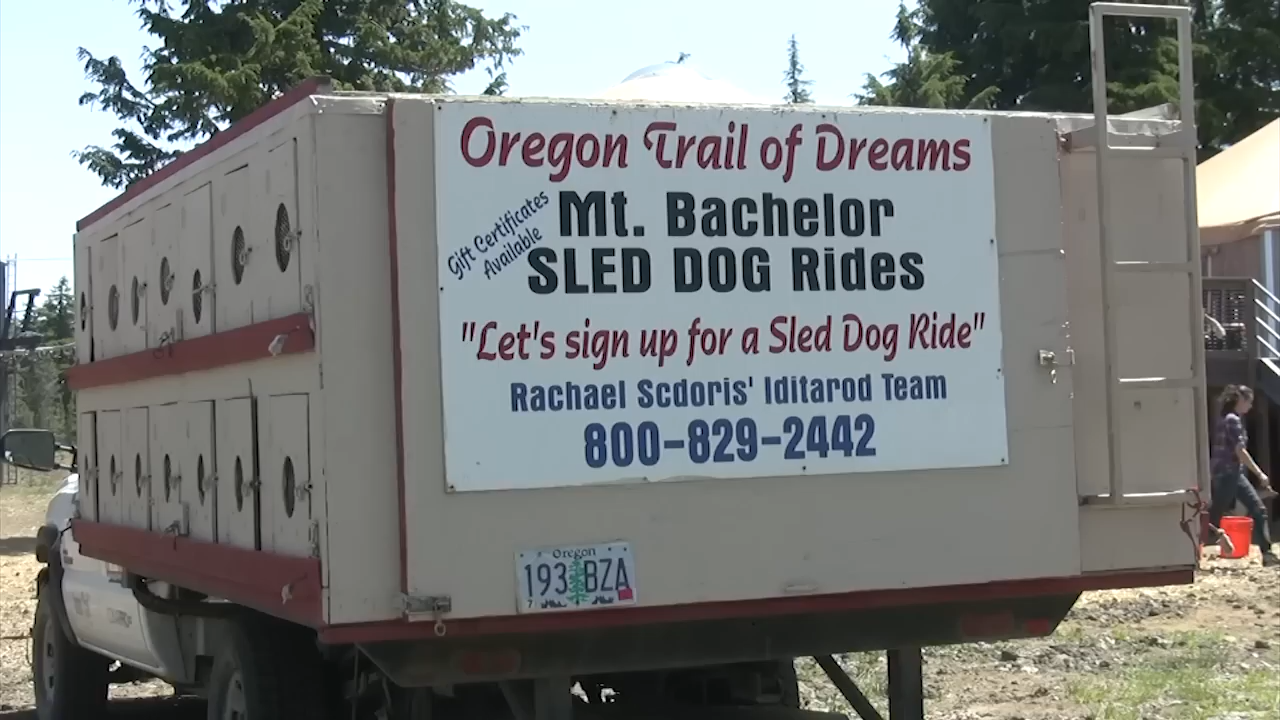 Oregon Trail of Dreams
Gift Certificates
Available
Mt. Bachelor
SLED DOG Rides
"Let's sign up for a Sled Dog Ride"
Rachael Scdoris' Iditarod Team
800-829-2442
Oregon
193 BZA
7